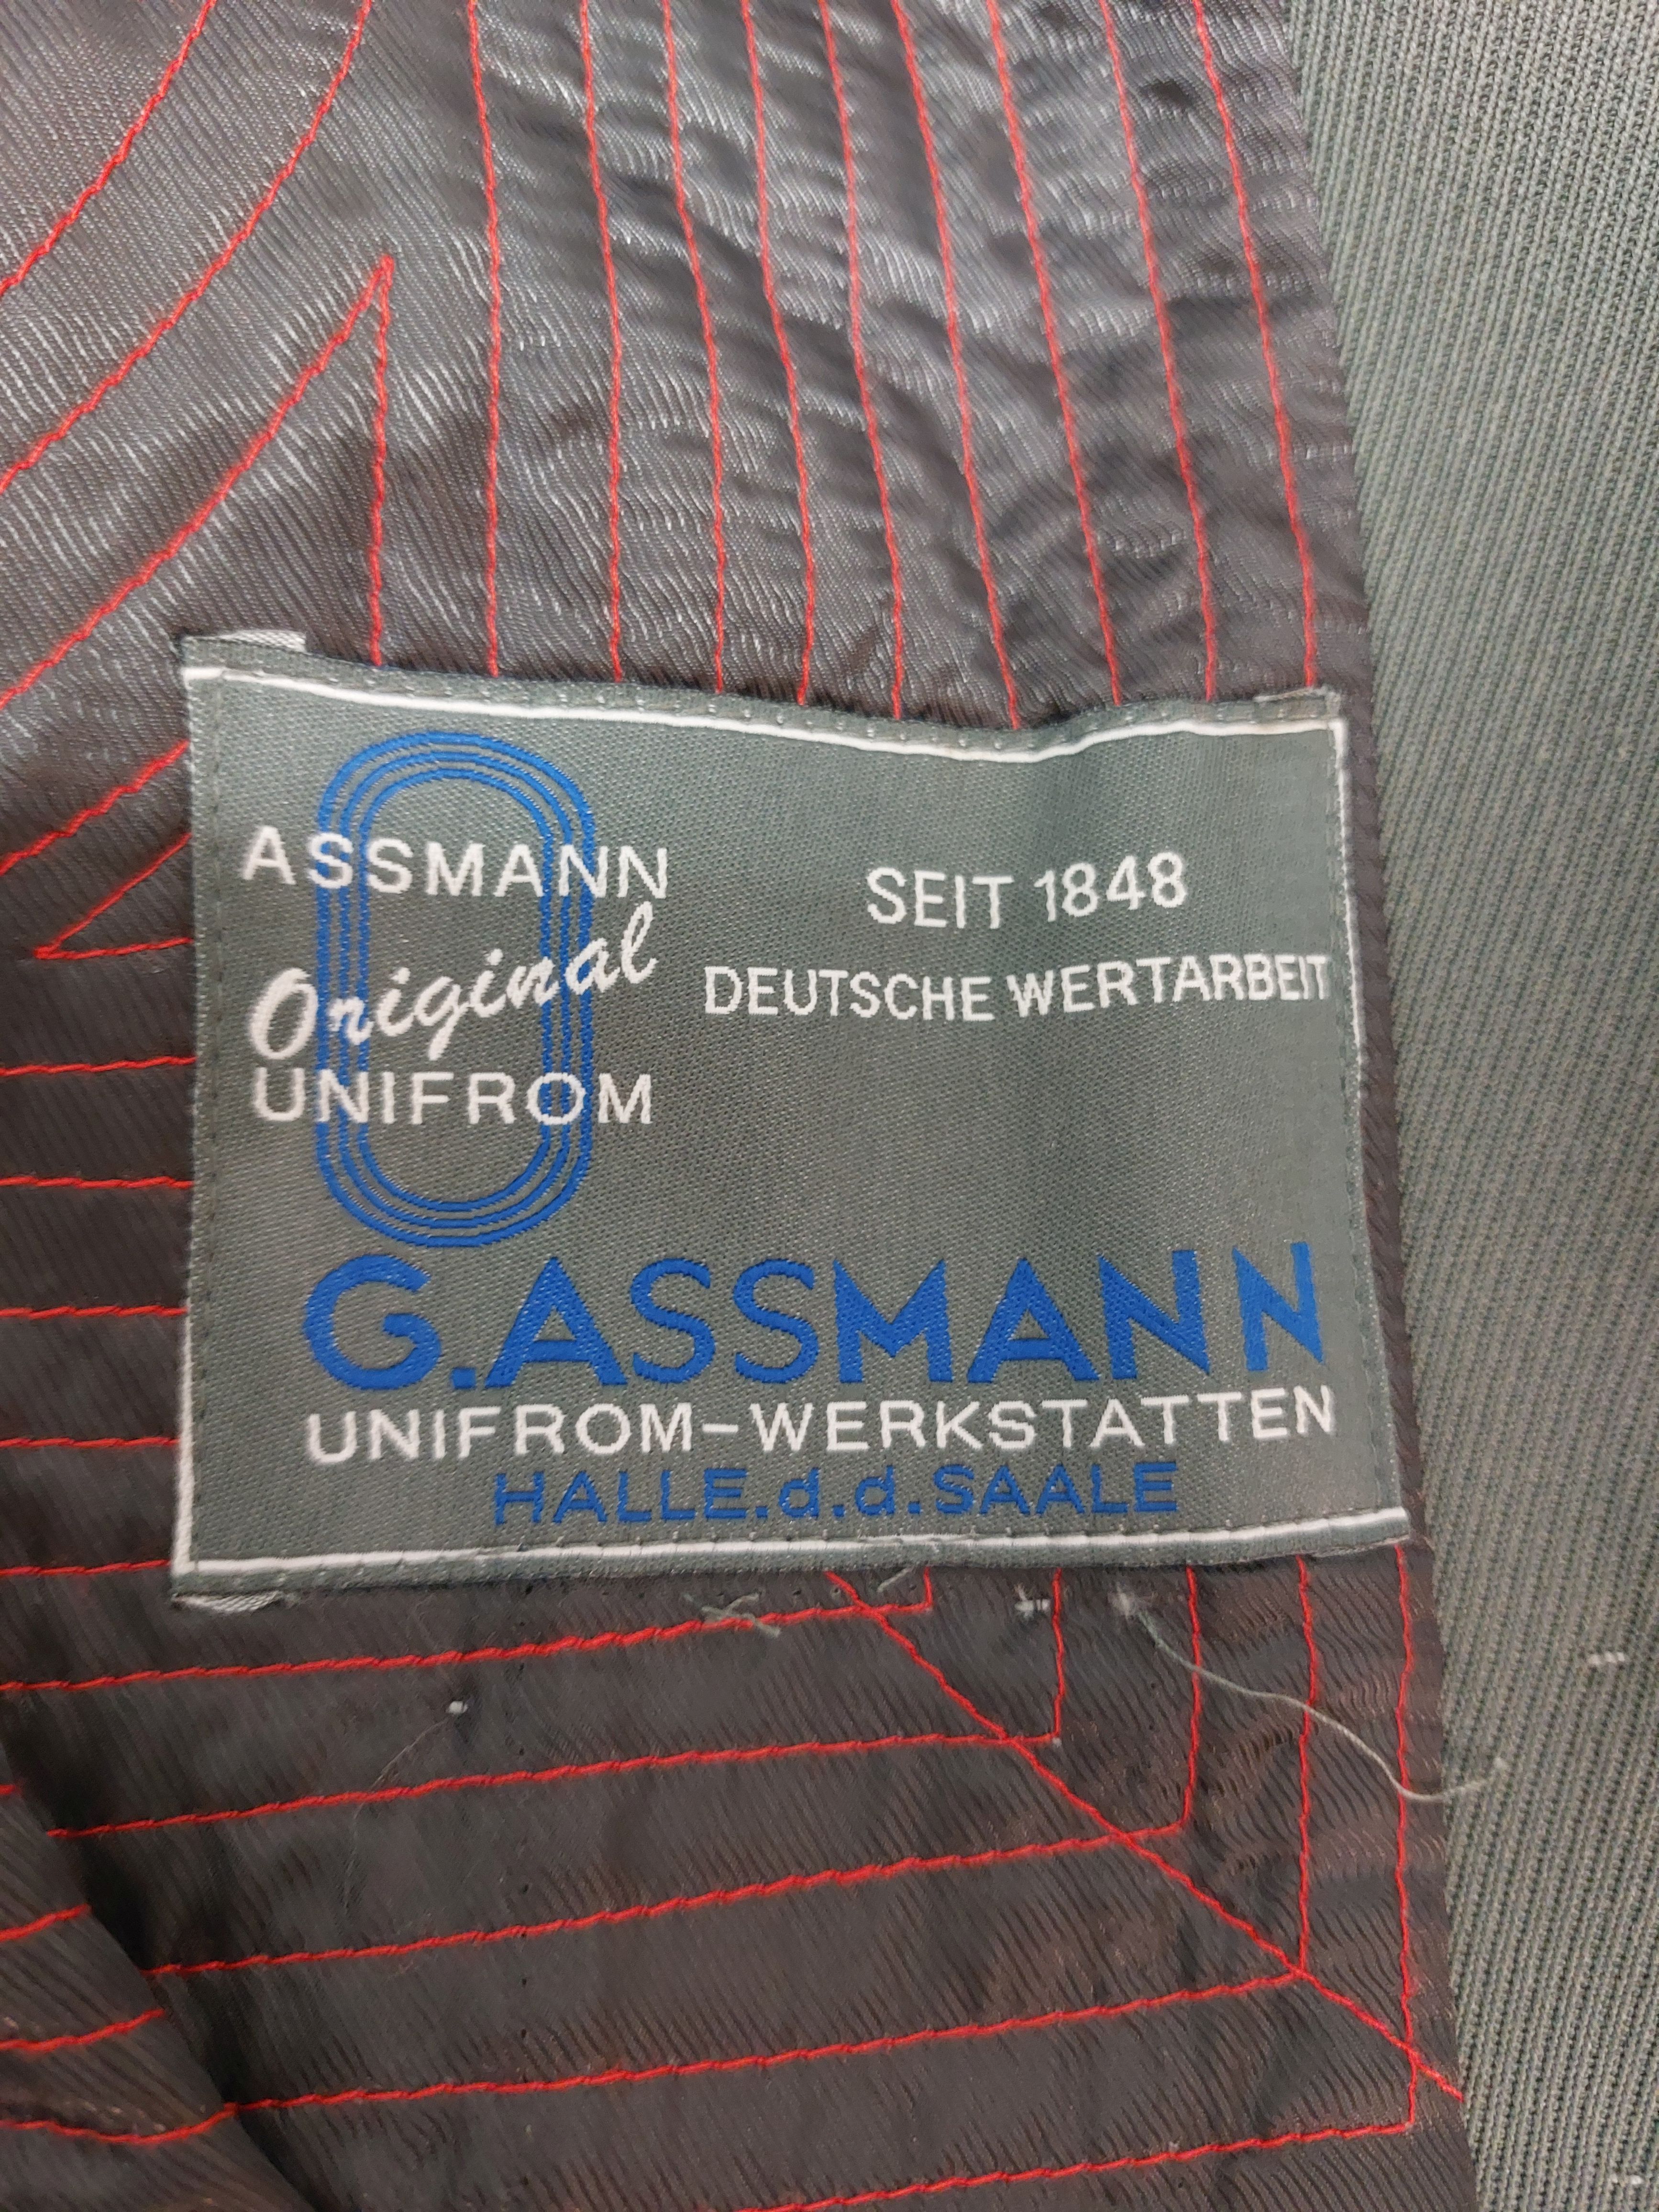 ASSMANN
Original
UNIFROM
SEIT 1848
DEUTSCHE WERTARBEIT
G.ASSMANN
UNIFROM-WERKSTATTEN
HALLE.d.d.SAALE